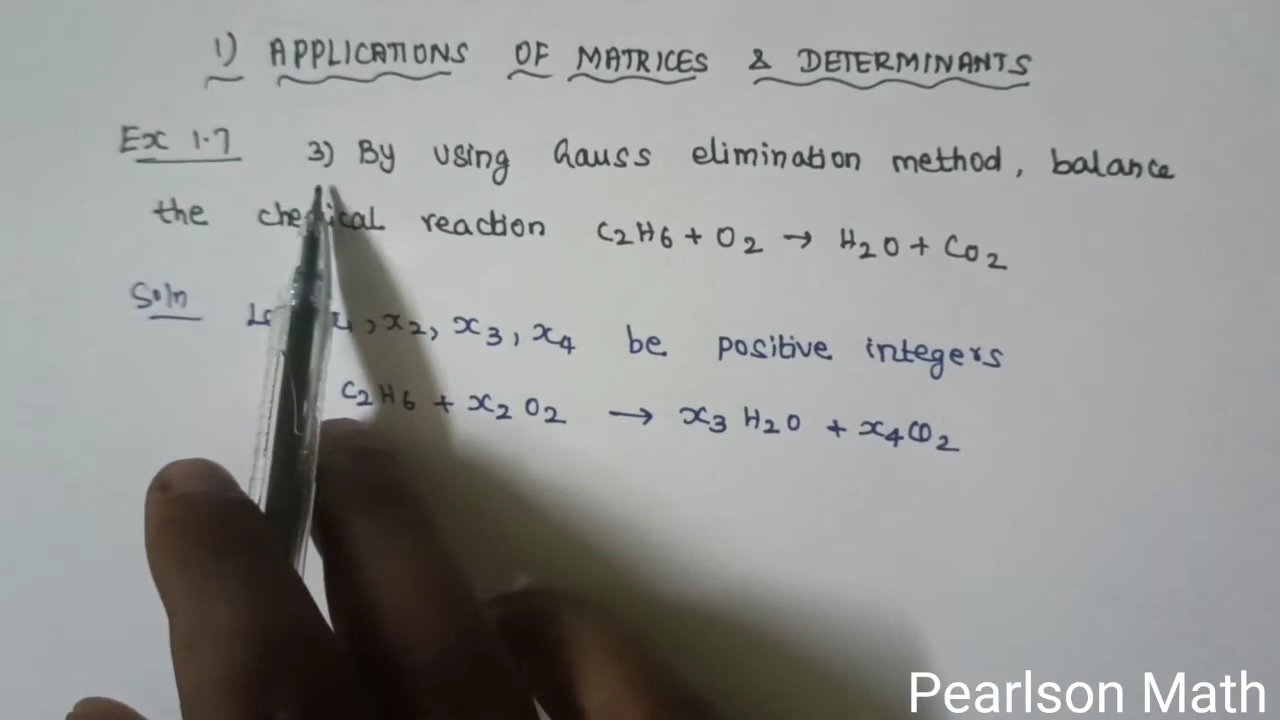 1) APPLICATIONS OF MATRICES & DETERMINANTS
Ex 1.7 3) By using Gauss elimination method, balance
the chemical reaction C2H6 + O2 → H2O + CO2
Soln x2, x3, x4 be positive integers
C2H6 + x2 O2 → x3 H2O + x4 CO2
Pearlson Math